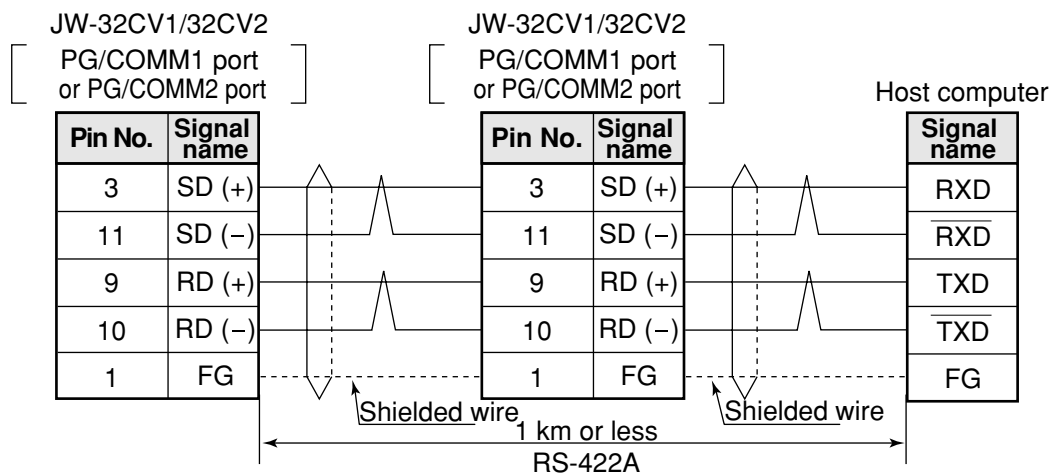 JW-32CV1/32CV2
PG/COMM1 port
or PG/COMM2 port
Pin No. Signal name
3 SD (+)
11 SD (−)
9 RD (+)
10 RD (−)
1 FG
JW-32CV1/32CV2
PG/COMM1 port
or PG/COMM2 port
Pin No. Signal name
3 SD (+)
11 SD (−)
9 RD (+)
10 RD (−)
1 FG
Host computer
Signal name
RXD
R̅X̅D̅
TXD
T̅X̅D̅
FG
Shielded wire
Shielded wire
1 km or less
RS-422A